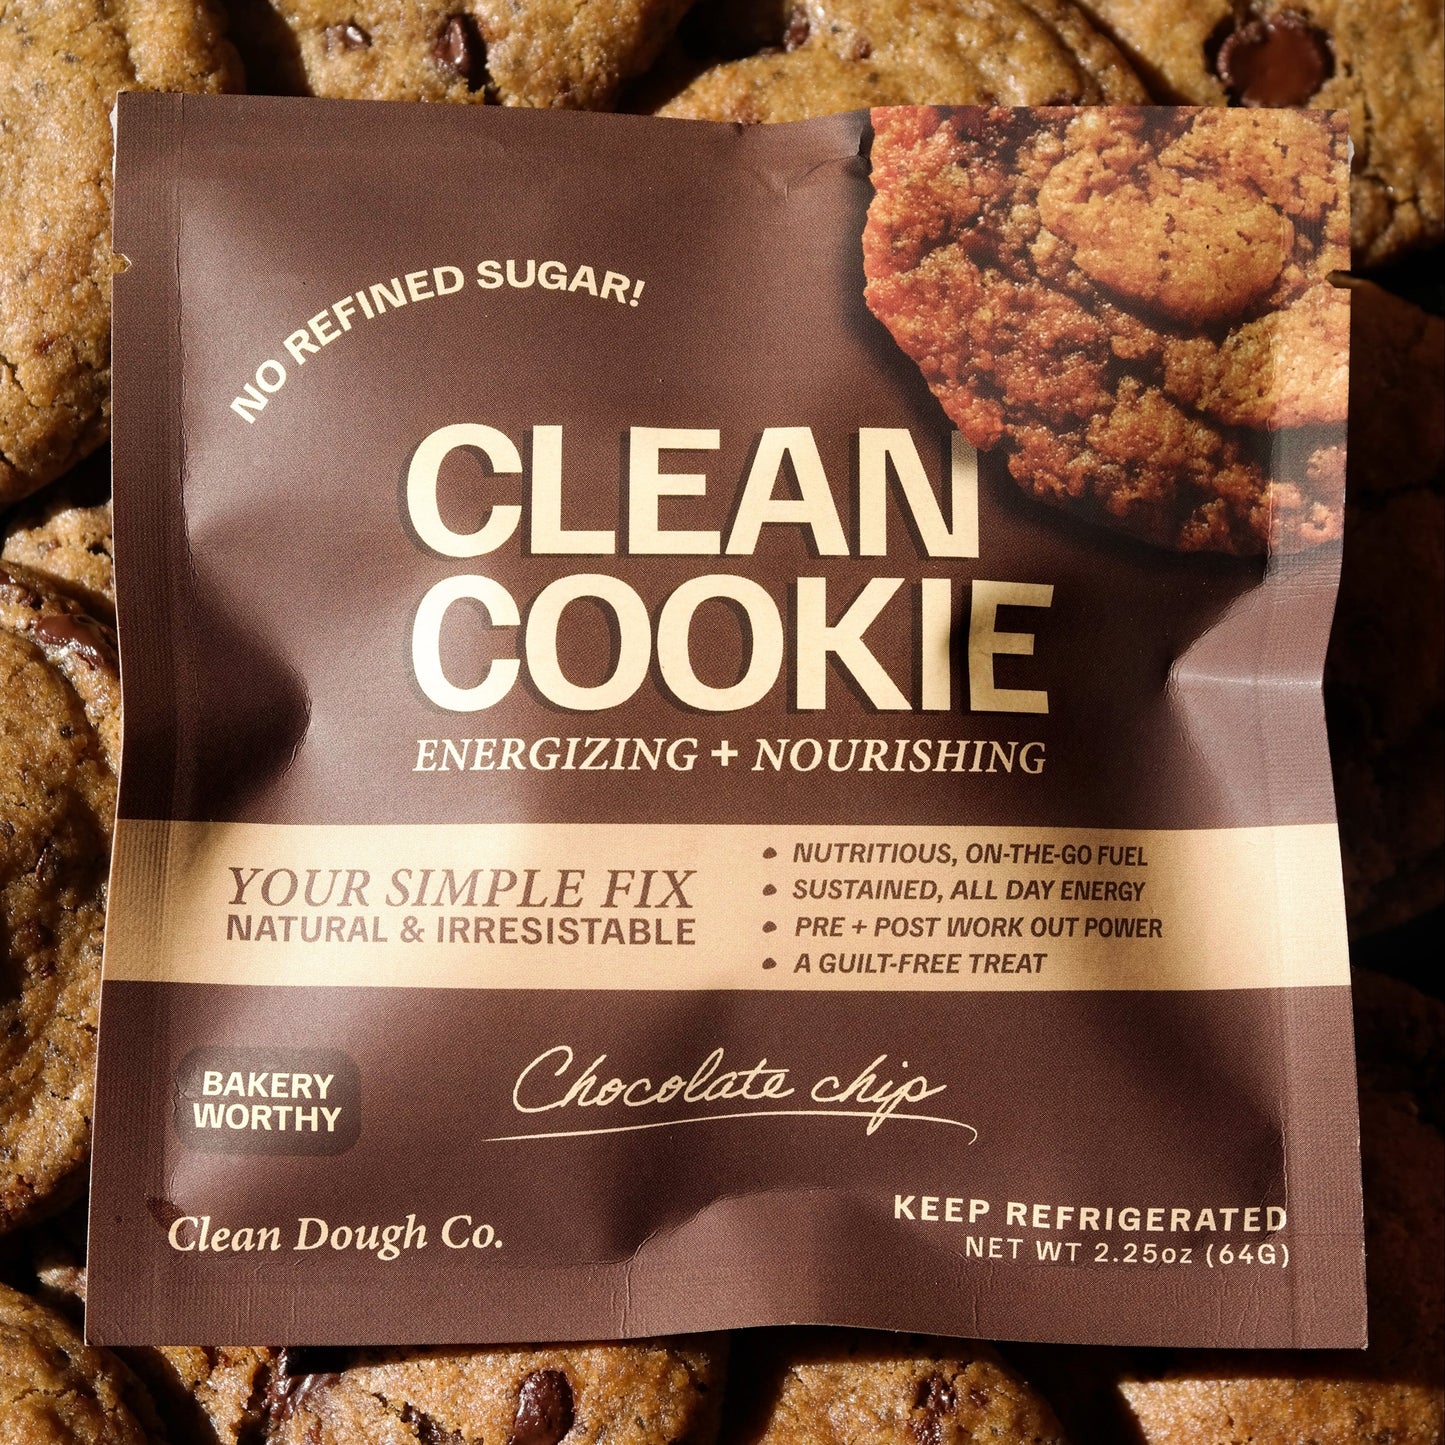 NO REFINED SUGAR!
CLEAN
COOKIE
ENERGIZING + NOURISHING
YOUR SIMPLE FIX
NATURAL & IRRESISTABLE
• NUTRITIOUS, ON-THE-GO FUEL
• SUSTAINED, ALL DAY ENERGY
• PRE + POST WORK OUT POWER
• A GUILT-FREE TREAT
BAKERY
WORTHY
Chocolate chip
Clean Dough Co.
KEEP REFRIGERATED
NET WT 2.25oz (64G)